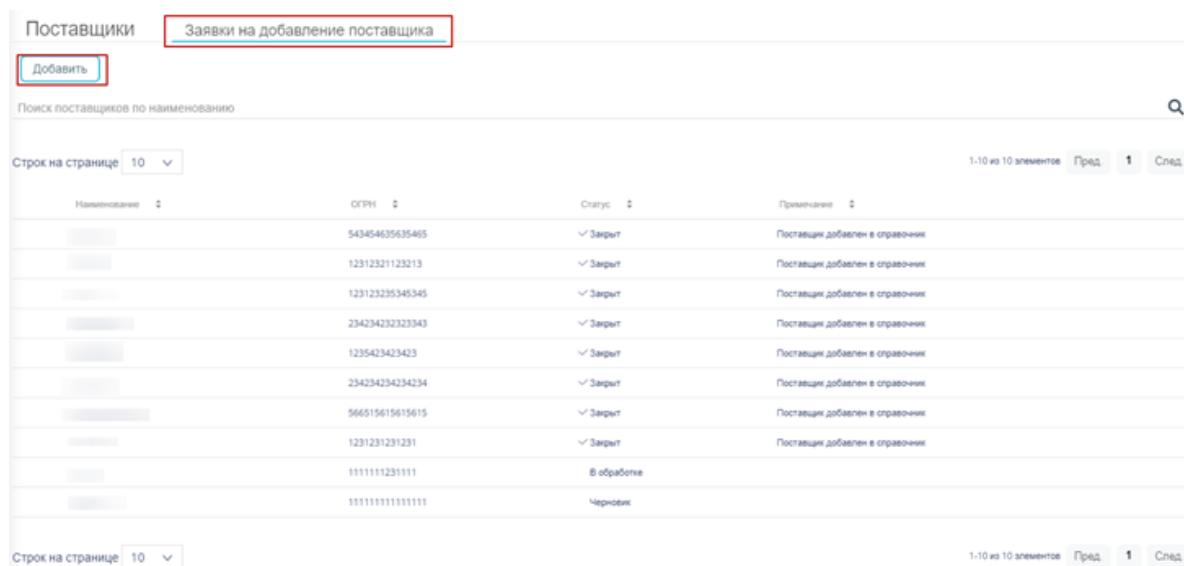 Поставщики Заявки на добавление поставщика
Добавить
Поиск поставщиков по наименованию
Строк на странице 10 1-10 из 10 элементов Пред. 1 След.
Наименование ОГРН Статус Примечание
543454635635465 Закрыт Поставщик добавлен в справочник
12312321123213 Закрыт Поставщик добавлен в справочник
123123235345345 Закрыт Поставщик добавлен в справочник
234234232323343 Закрыт Поставщик добавлен в справочник
1235423423423 Закрыт Поставщик добавлен в справочник
234234234234234 Закрыт Поставщик добавлен в справочник
566515615615615 Закрыт Поставщик добавлен в справочник
1231231231231 Закрыт Поставщик добавлен в справочник
1111111231111 В обработке
111111111111111 Черновик
Строк на странице 10 1-10 из 10 элементов Пред. 1 След.